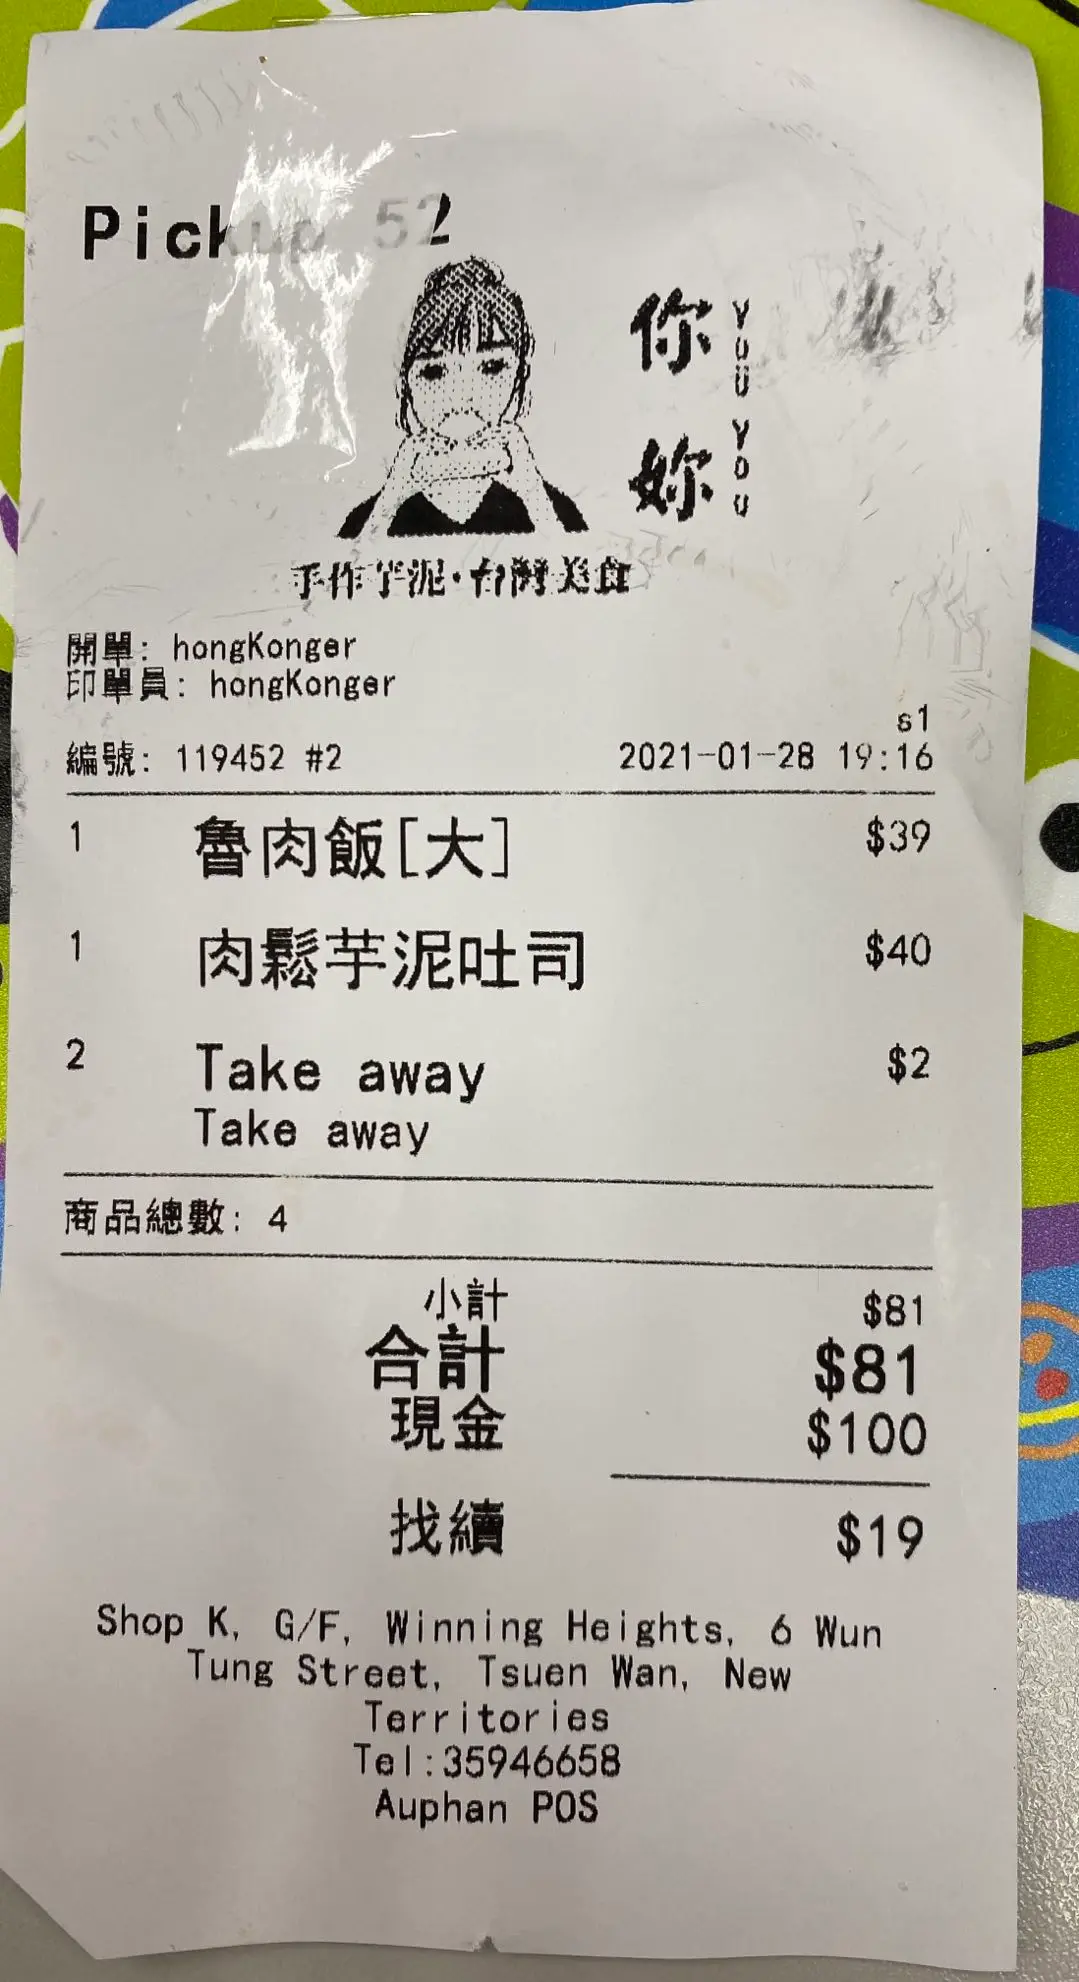 Pickup 52
你妳
YOU YOU
手作芋泥·台灣美食
開單: hongKonger
印單員: hongKonger
s1
編號: 119452 #2 2021-01-28 19:16
1 魯肉飯[大] $39
1 肉鬆芋泥吐司 $40
2 Take away $2
Take away
商品總數: 4
小計 $81
合計 $81
現金 $100
找續 $19
Shop K, G/F, Winning Heights, 6 Wun
Tung Street, Tsuen Wan, New
Territories
Tel:35946658
Auphan POS